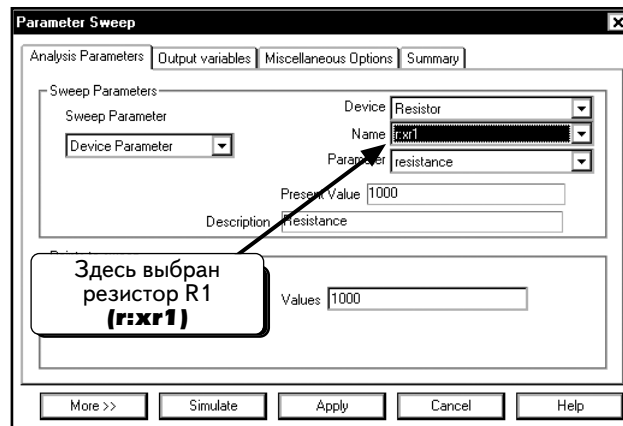 Parameter Sweep
Analysis Parameters Output variables Miscellaneous Options Summary
Sweep Parameters
Sweep Parameter
Device Parameter
Device Resistor
Name r:xr1
Parameter resistance
Present Value 1000
Description Resistance
Здесь выбран
резистор R1
(r:xr1)
Values 1000
More >> Simulate Apply Cancel Help